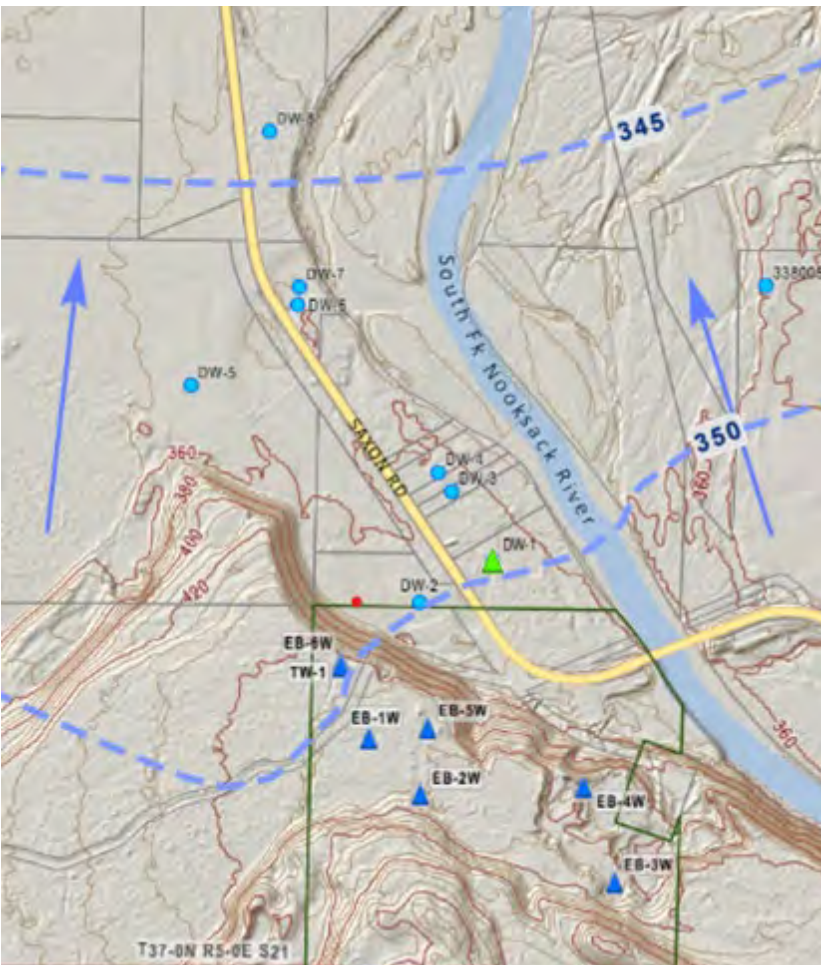 DW-8
345
DW-7
DW-6
338005
South Fk Nooksack River
DW-5
350
SAXON RD
360
380
400
420
DW-4
DW-3
360
DW-1
DW-2
EB-6W
TW-1
EB-1W
EB-5W
360
EB-2W
EB-4W
EB-3W
T37-0N R5-0E S21